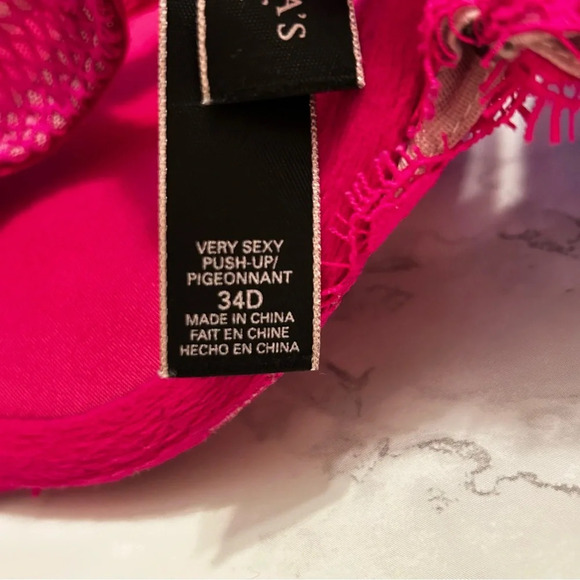 A'S
VERY SEXY
PUSH-UP/
PIGEONNANT
34D
MADE IN CHINA
FAIT EN CHINE
HECHO EN CHINA